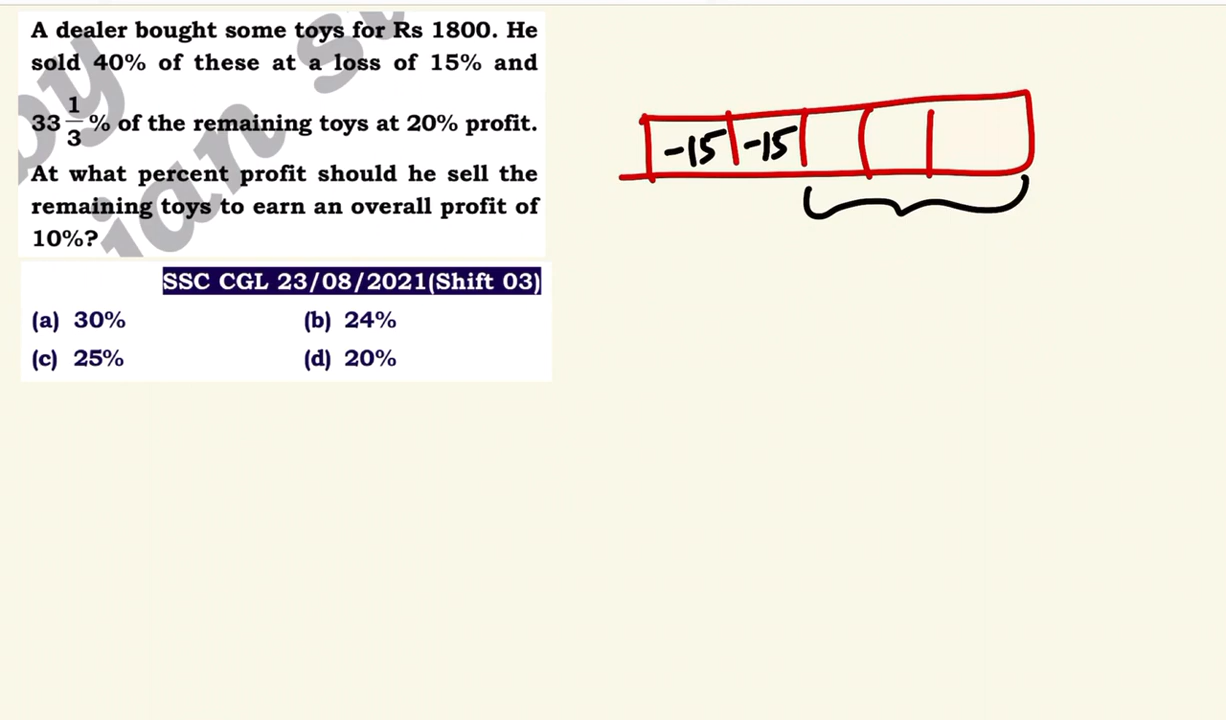 A dealer bought some toys for Rs 1800. He
sold 40% of these at a loss of 15% and
33 1/3 % of the remaining toys at 20% profit.
At what percent profit should he sell the
remaining toys to earn an overall profit of
10%?
SSC CGL 23/08/2021(Shift 03)
(a) 30% (b) 24%
(c) 25% (d) 20%
-15 -15